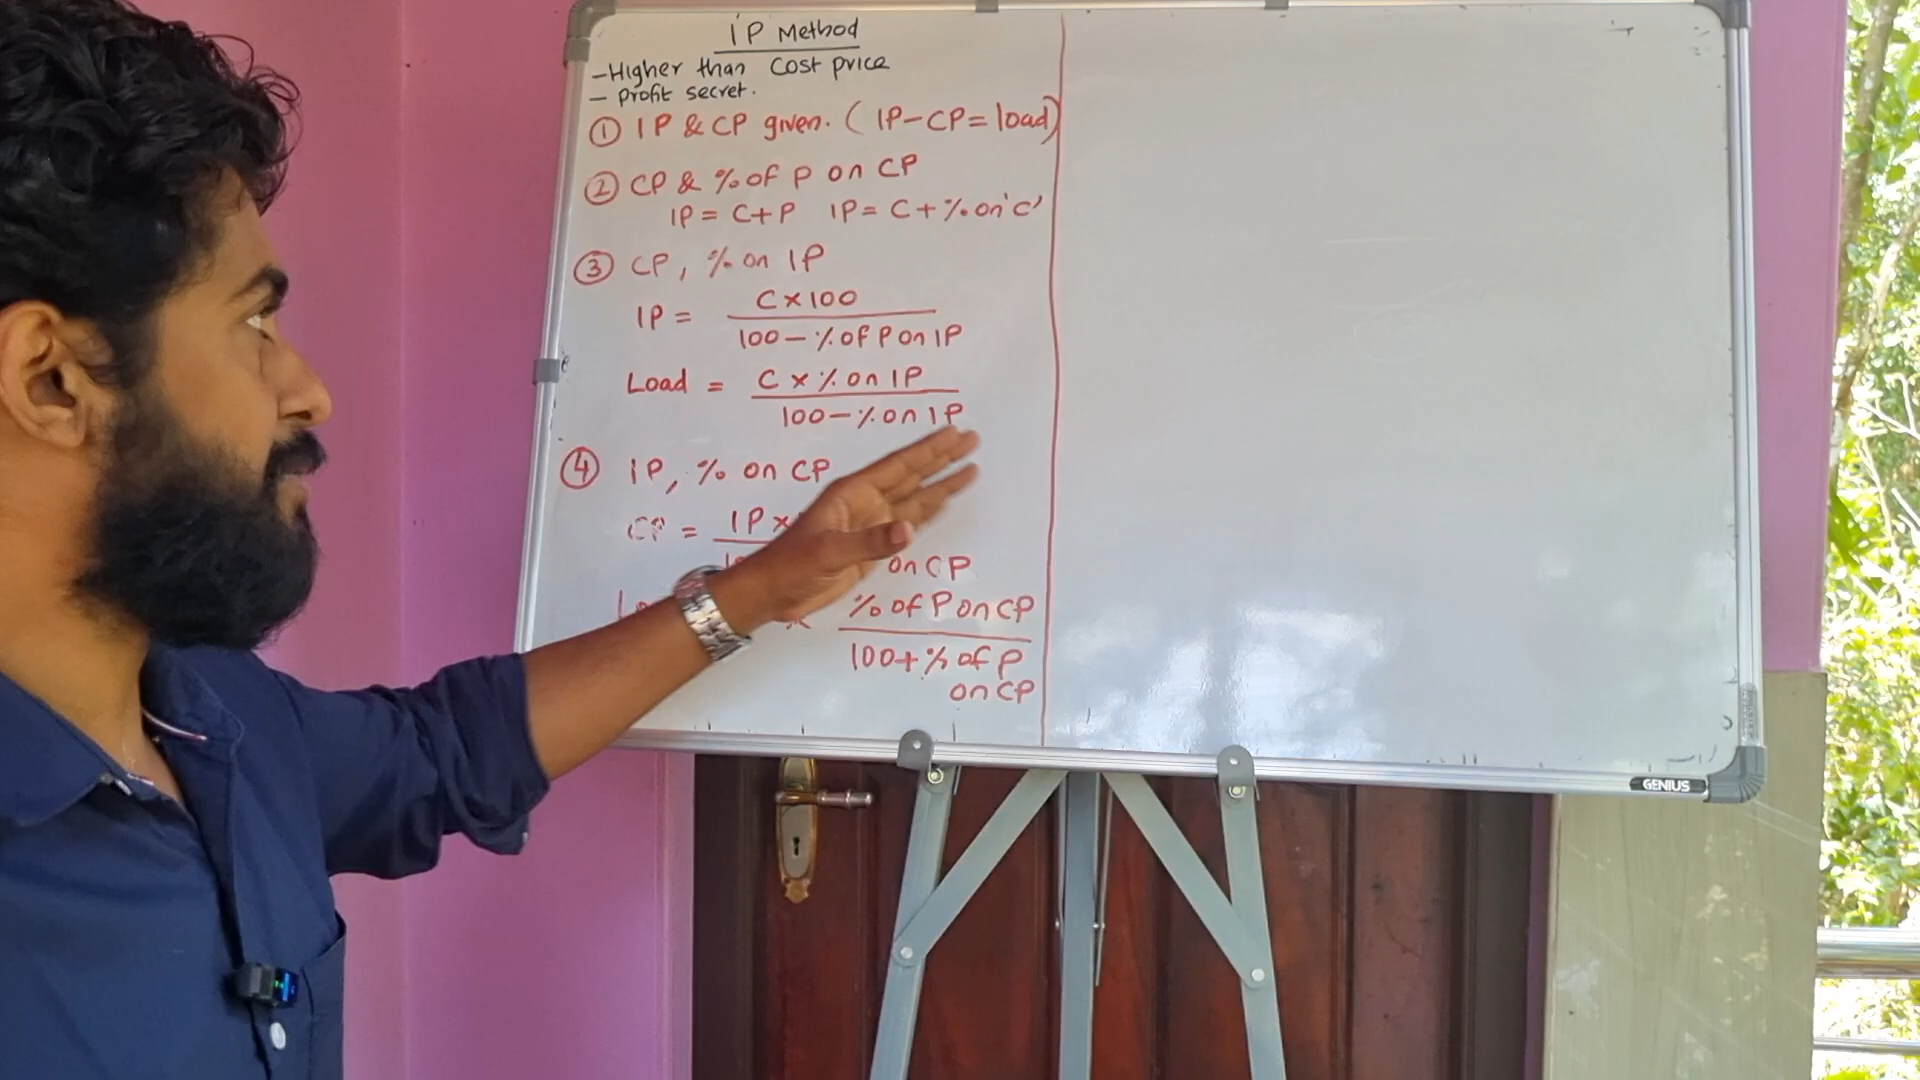 IP Method
- Higher than cost price
- profit secret.
① IP & CP given. (IP-CP=load)
② CP & % of P on CP
IP = C+P IP = C+% on 'C'
③ CP, % on IP
IP = C×100
100-% of P on IP
Load = C × % on IP
100-% on IP
④ IP, % on CP
CP = IP ×
on CP
% of P on CP
100+% of P
on CP
GENIUS